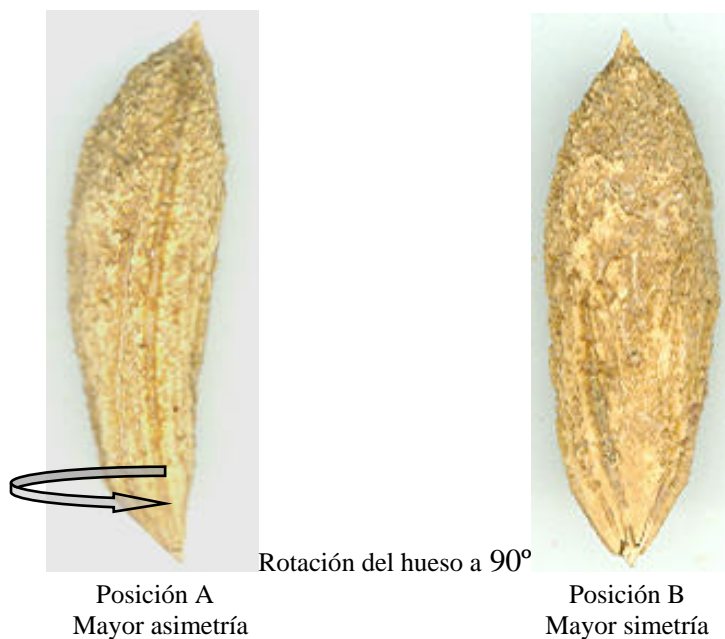 Rotación del hueso a 90º
Posición A
Mayor asimetría
Posición B
Mayor simetría